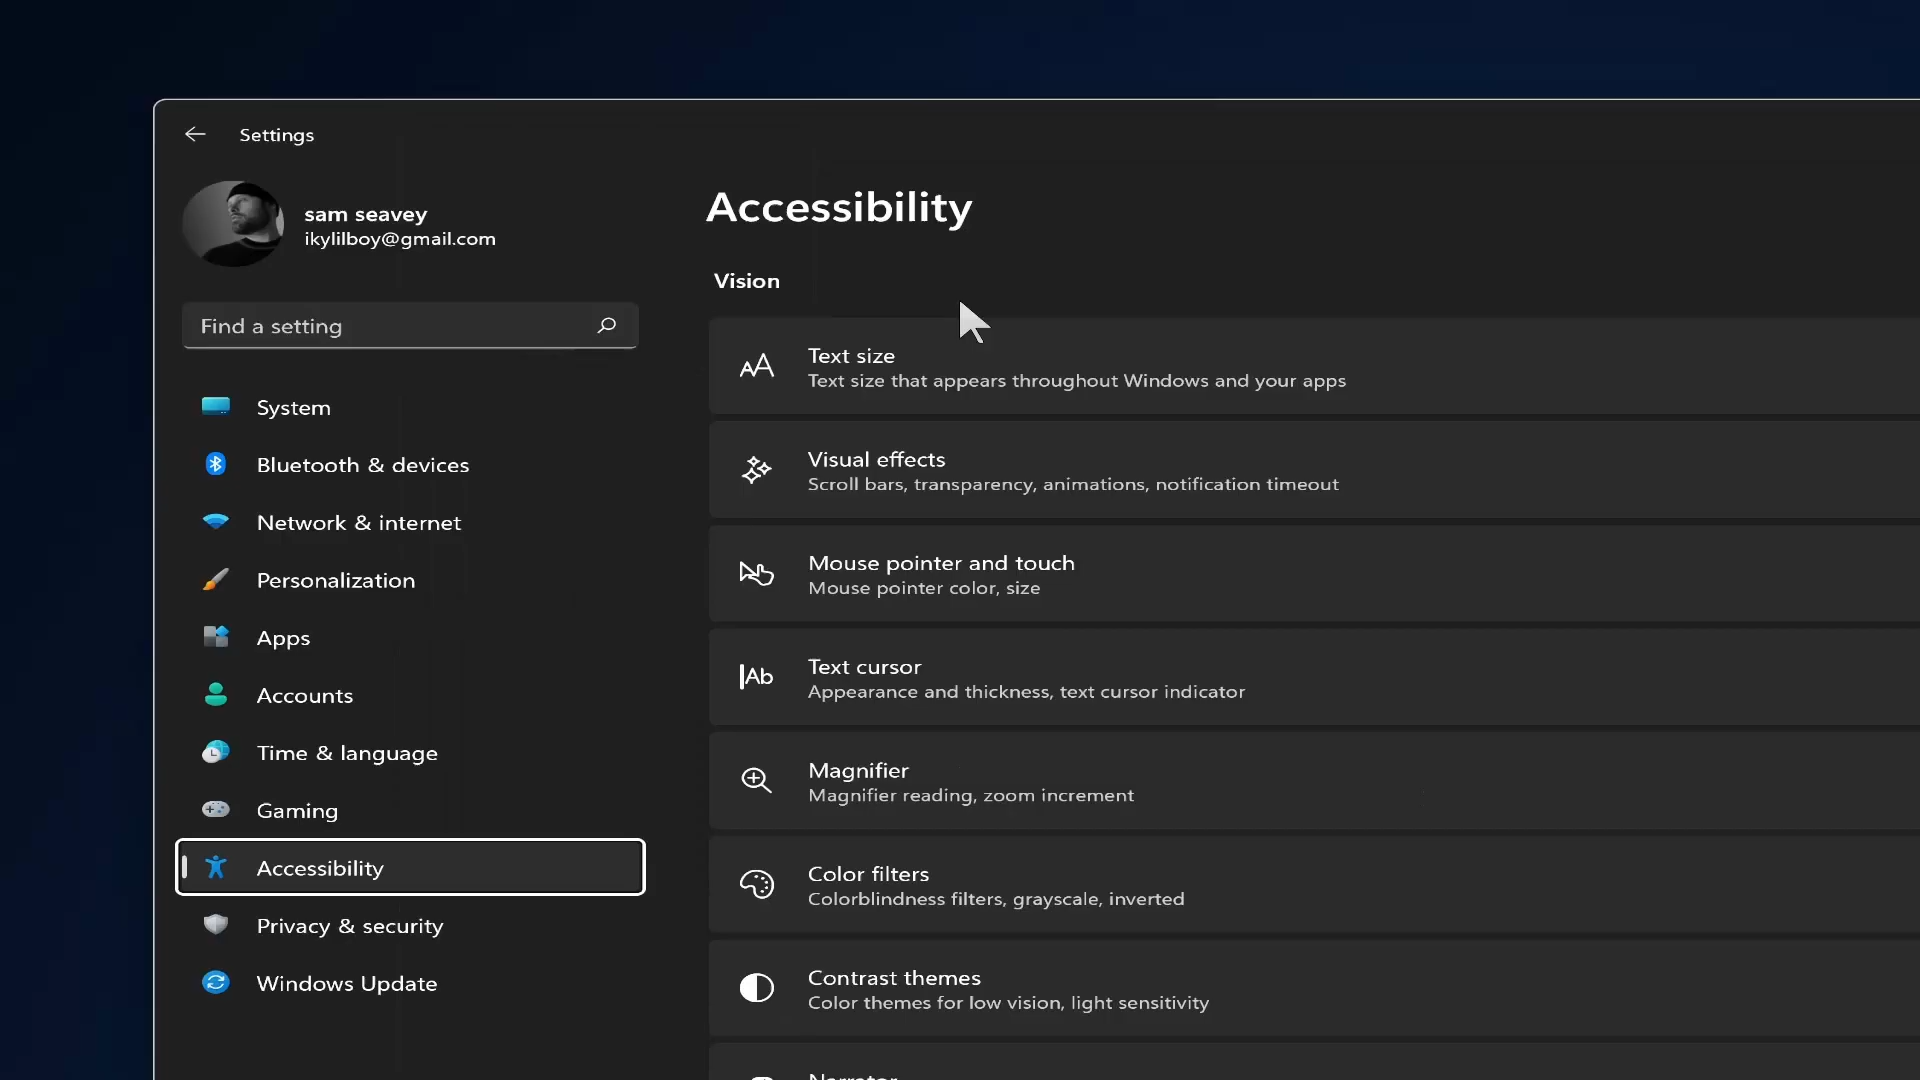 Settings
sam seavey
ikylilboy@gmail.com
Find a setting
System
Bluetooth & devices
Network & internet
Personalization
Apps
Accounts
Time & language
Gaming
Accessibility
Privacy & security
Windows Update
Accessibility
Vision
Text size
Text size that appears throughout Windows and your apps
Visual effects
Scroll bars, transparency, animations, notification timeout
Mouse pointer and touch
Mouse pointer color, size
Ab
Text cursor
Appearance and thickness, text cursor indicator
Magnifier
Magnifier reading, zoom increment
Color filters
Colorblindness filters, grayscale, inverted
Contrast themes
Color themes for low vision, light sensitivity